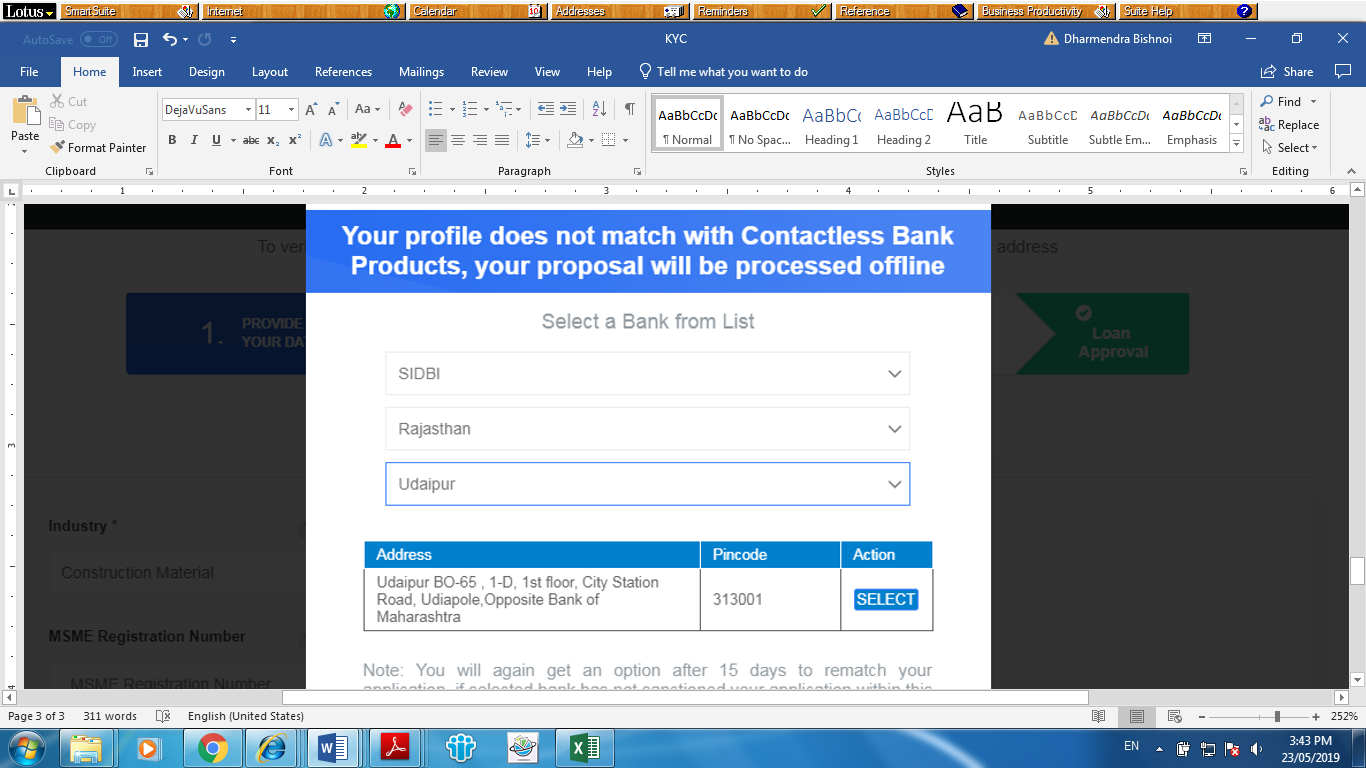 Lotus SmartSuite Internet Calendar Addresses Reminders Reference Business Productivity Suite Help
AutoSave Off KYC Dharmendra Bishnoi
File Home Insert Design Layout References Mailings Review View Help Tell me what you want to do Share
Paste Cut Copy Format Painter
Clipboard
DejaVuSans 11
Font
Paragraph
AaBbCcDc AaBbCcDc AaBbCc AaBbCcD AaB AaBbCcD AaBbCcDc AaBbCcDc
¶ Normal ¶ No Spac... Heading 1 Heading 2 Title Subtitle Subtle Em... Emphasis
Styles
Find
Replace
Select
Editing
1 2 3 4 5 6
Your profile does not match with Contactless Bank
Products, your proposal will be processed offline
To address
1. PROVIDE
Loan
Approval
Select a Bank from List
SIDBI
Rajasthan
Udaipur
Industry *
Construction Material
MSME Registration Number
MSME Registration Number
Address Pincode Action
Udaipur BO-65 , 1-D, 1st floor, City Station
Road, Udiapole,Opposite Bank of
Maharashtra
313001
SELECT
Note: You will again get an option after 15 days to rematch your
application, if selected bank has not sanctioned your application within this
Page 3 of 3 311 words English (United States) 252%
EN 3:43 PM
23/05/2019